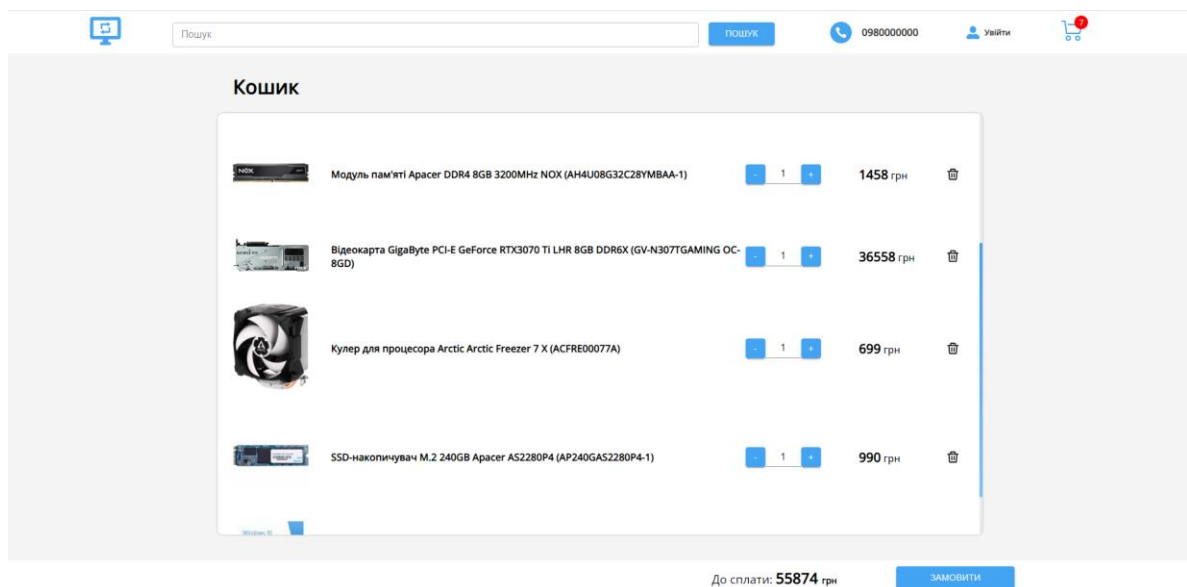 Пошук
ПОШУК
0980000000
Увійти
7
Кошик
NOX
Модуль пам'яті Apacer DDR4 8GB 3200MHz NOX (AH4U08G32C28YMBAA-1)
- 1 +
1458 грн
Відеокарта GigaByte PCI-E GeForce RTX3070 Ti LHR 8GB DDR6X (GV-N307TGAMING OC-
8GD)
- 1 +
36558 грн
Кулер для процесора Arctic Arctic Freezer 7 X (ACFRE00077A)
- 1 +
699 грн
SSD-накопичувач M.2 240GB Apacer AS2280P4 (AP240GAS2280P4-1)
- 1 +
990 грн
Windows 10
До сплати: 55874 грн
ЗАМОВИТИ